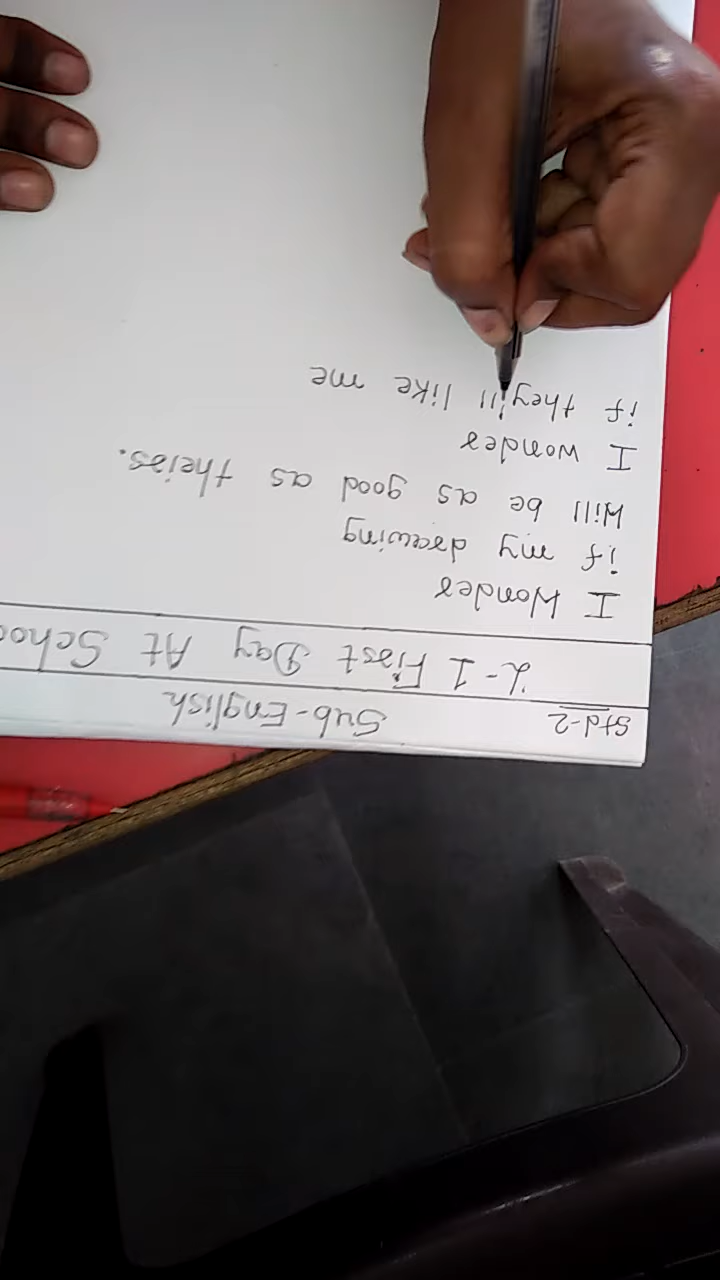 Std-2 Sub-English
L-1 First Day At Schoo
I Wonder
if my drawing
Will be as good as theirs.
I wonder
if they'll like me